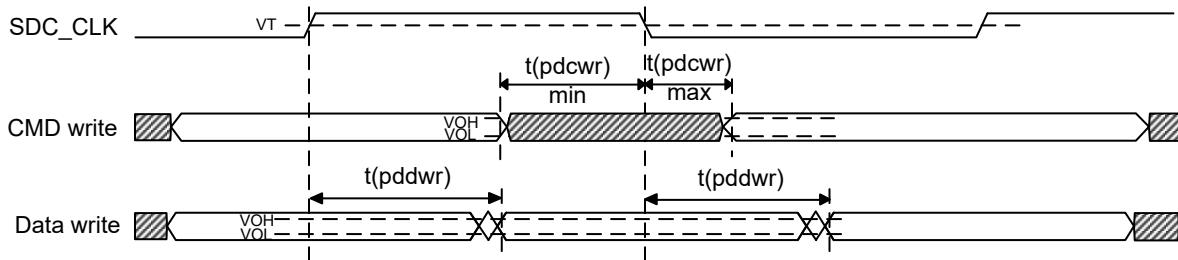 SDC_CLK
VT
t(pdcwr)
min
t(pdcwr)
max
CMD write
VOH
VOL
t(pddwr)
t(pddwr)
Data write
VOH
VOL